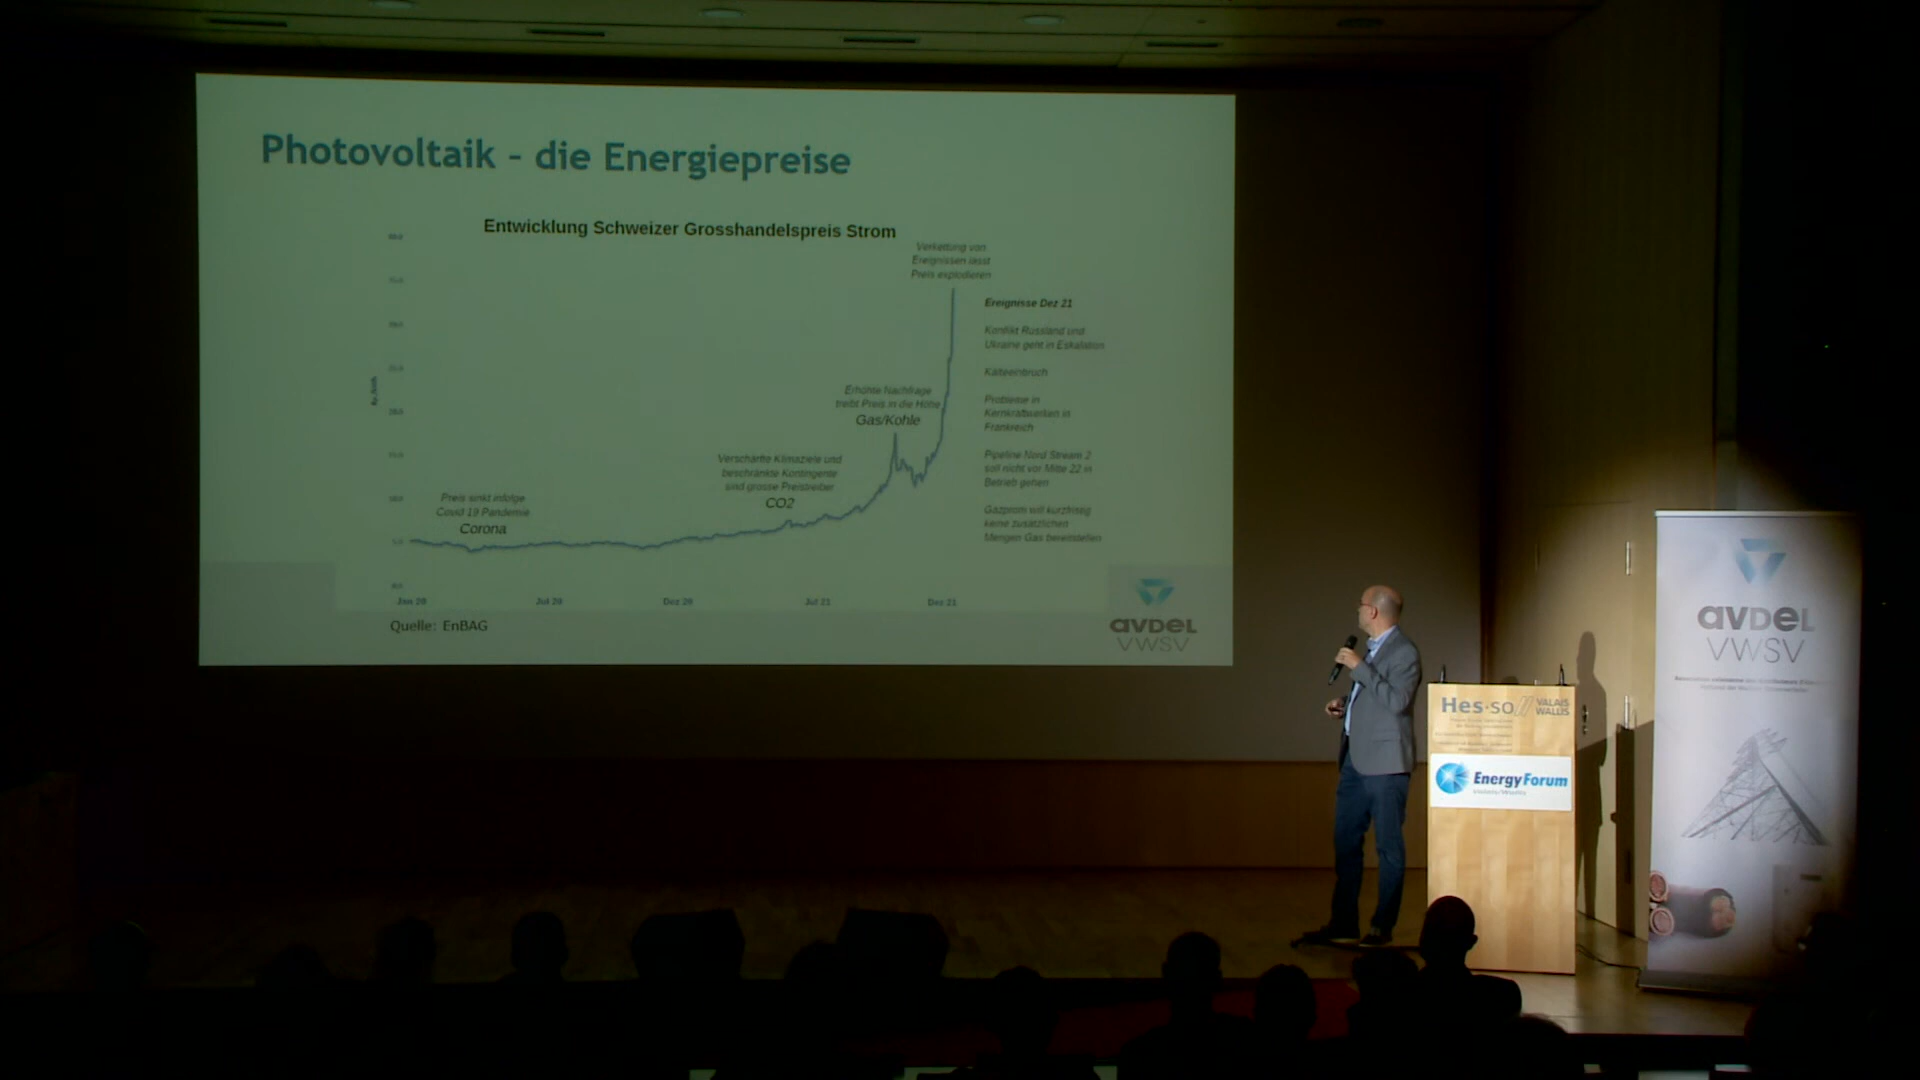 Photovoltaik - die Energiepreise
Entwicklung Schweizer Grosshandelspreis Strom
Verkettung von
Ereignissen lässt
Preis explodieren
Ereignisse Dez 21
Konflikt Russland und
Ukraine geht in Eskalation
Kälteeinbruch
Probleme in
Kernkraftwerken in
Frankreich
Pipeline Nord Stream 2
soll nicht vor Mitte 22 in
Betrieb gehen
Gazprom will kurzfristig
keine zusätzlichen
Mengen Gas bereitstellen
Erhöhte Nachfrage
treibt Preis in die Höhe
Gas/Kohle
Verschärfte Klimaziele und
beschränkte Kontingente
sind grosse Preistreiber
CO2
Preis sinkt infolge
Covid 19 Pandemie
Corona
Jan 20
Jul 20
Dez 20
Jul 21
Dez 21
Quelle: EnBAG
avDeL
VWSV
Hes·so// VALAIS
WALLIS
EnergyForum
Valais/Wallis
avDeL
VWSV